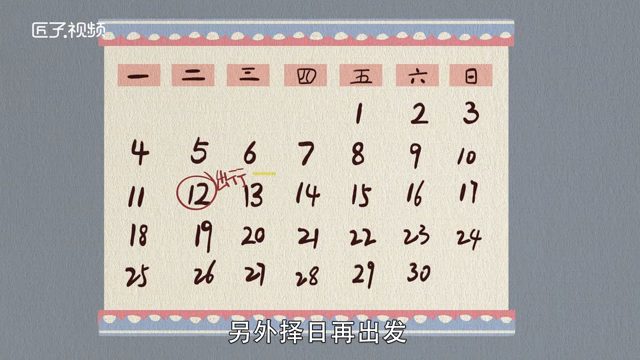 匠子视频
一 二 三 四 五 六 日
1 2 3
4 5 6 7 8 9 10
出行
11 12 13 14 15 16 17
18 19 20 21 22 23 24
25 26 27 28 29 30
另外择日再出发